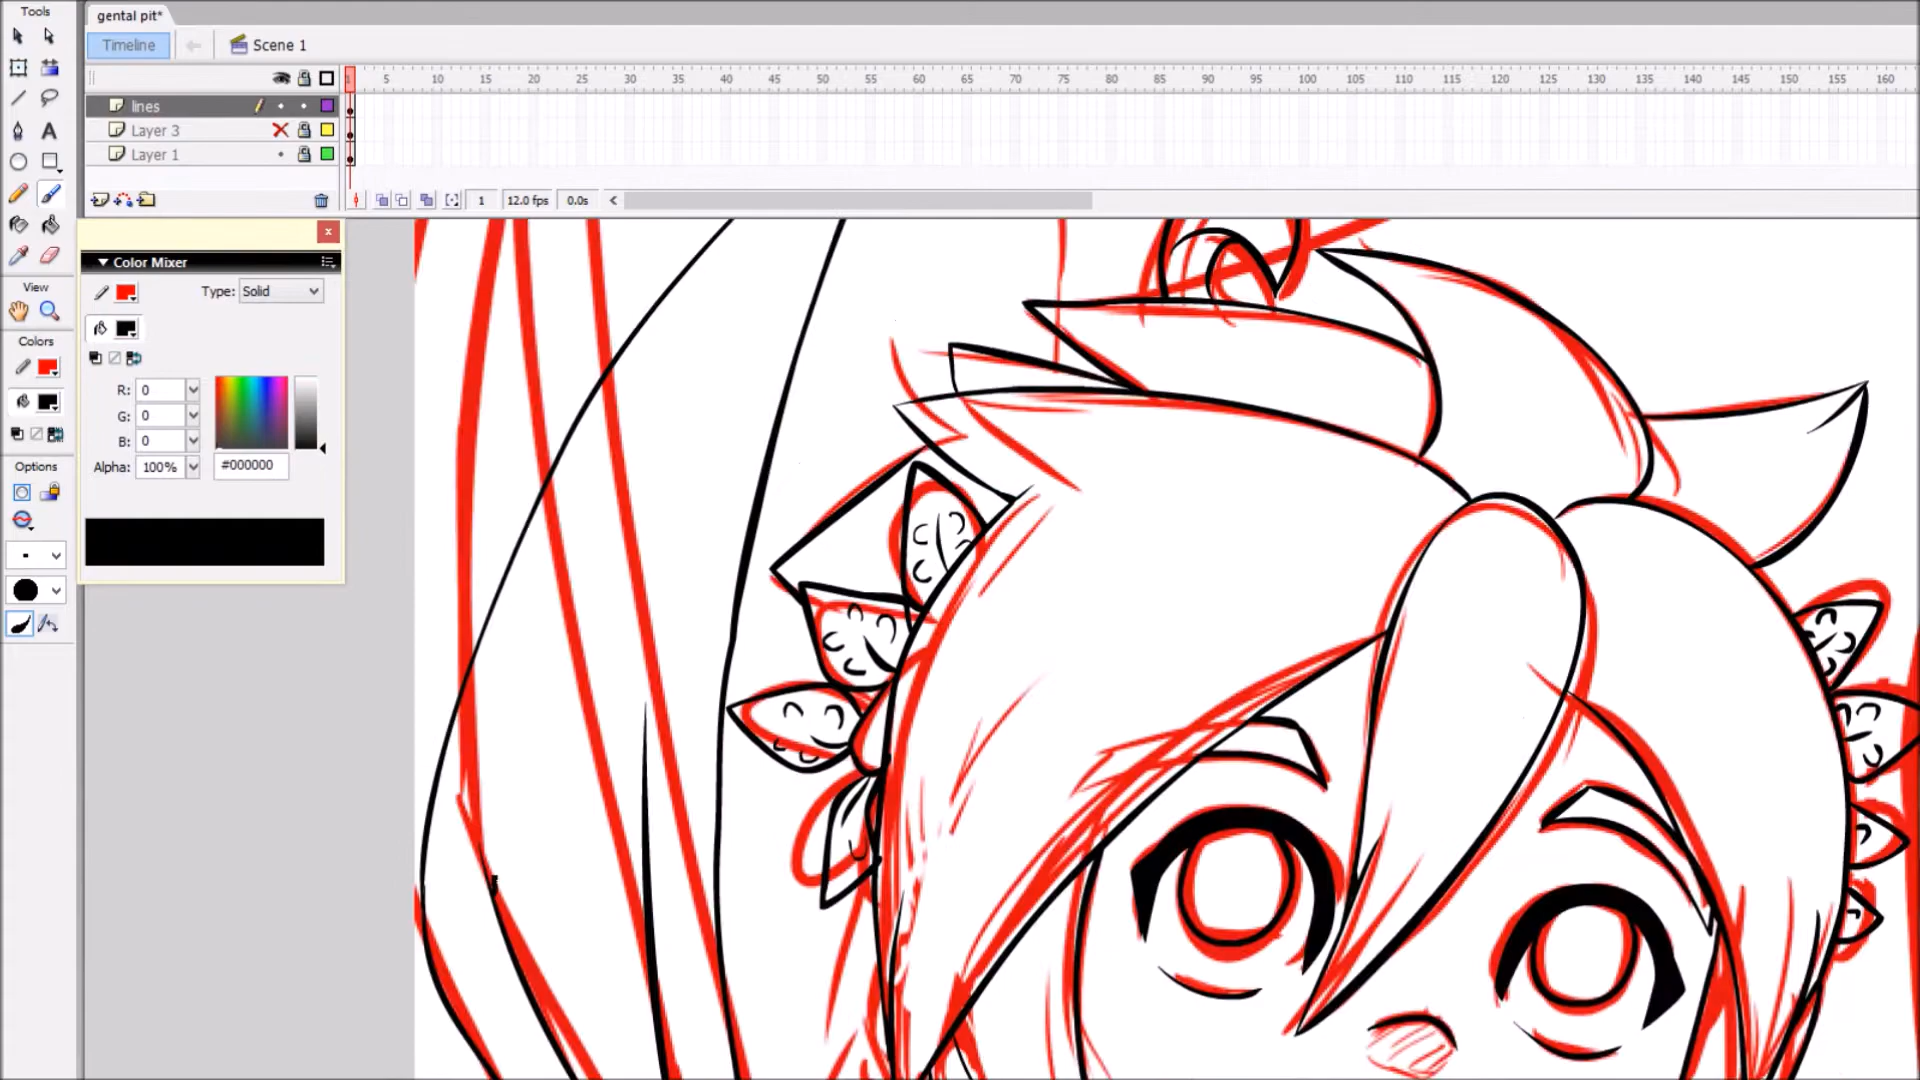 Tools
gental pit*
Timeline
Scene 1
1 5 10 15 20 25 30 35 40 45 50 55 60 65 70 75 80 85 90 95 100 105 110 115 120 125 130 135 140 145 150 155 160
lines
Layer 3
Layer 1
1 12.0 fps 0.0s
Color Mixer
Type: Solid
View
Colors
R: 0
G: 0
B: 0
Alpha: 100% #000000
Options